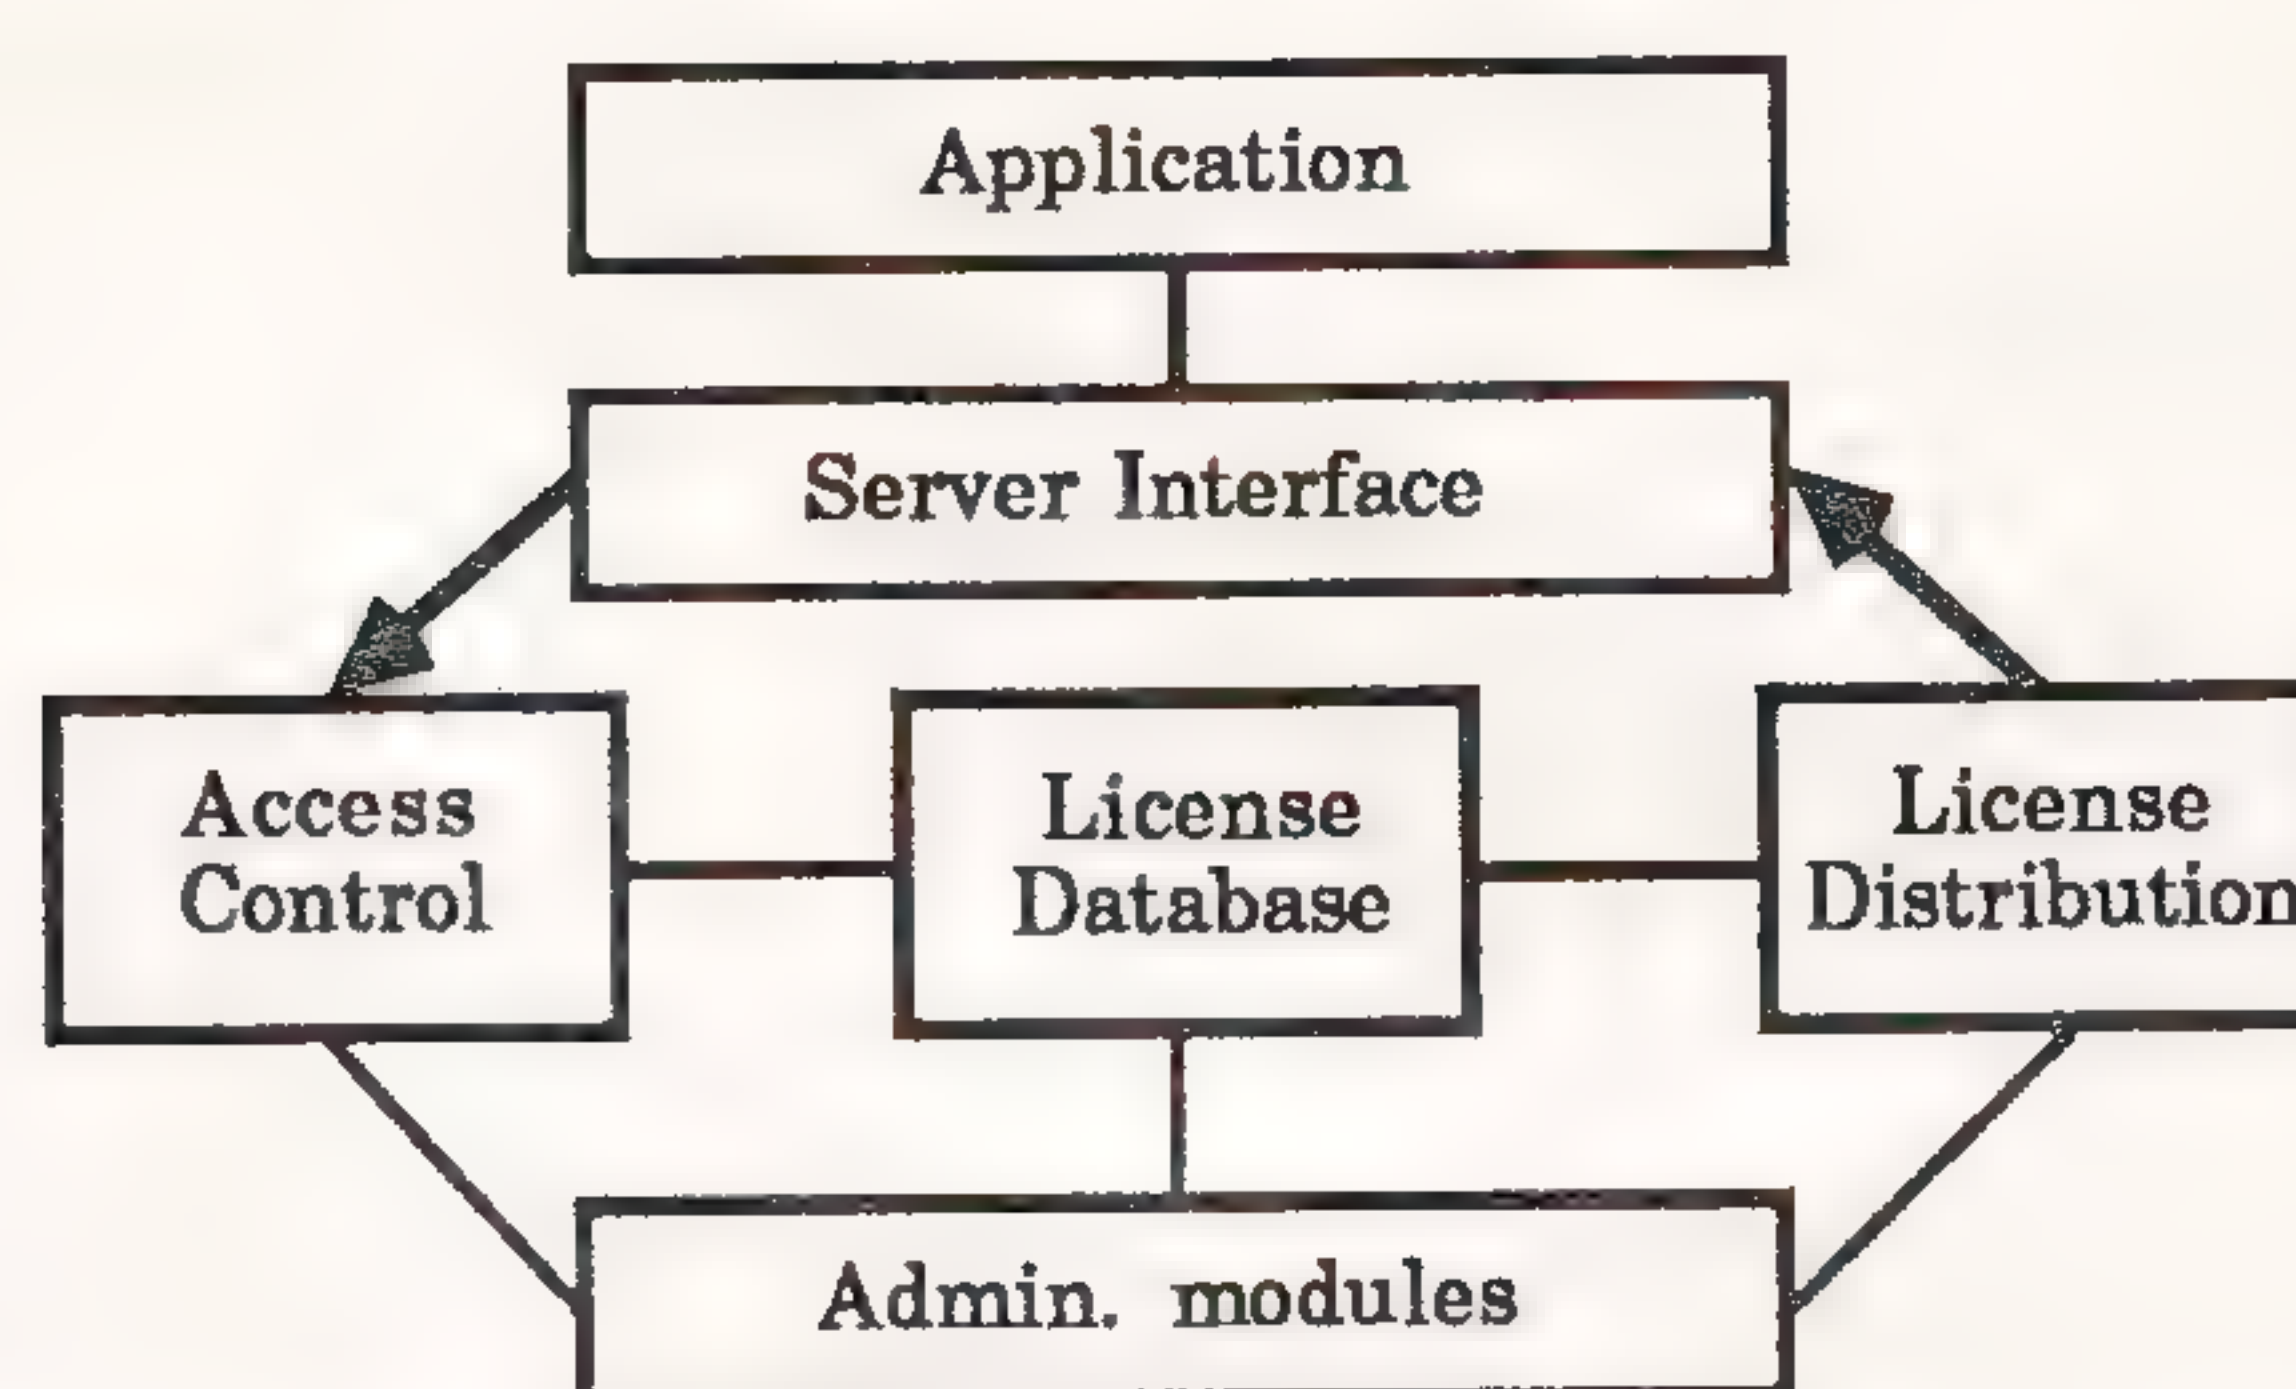 Application
Server Interface
Access
Control
License
Database
License
Distribution
Admin. modules